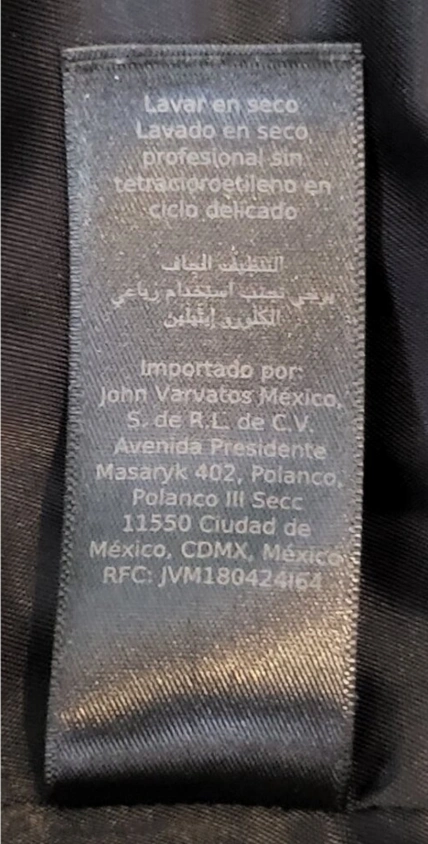 Lavar en seco
Lavado en seco
profesional sin
tetracloroetileno en
ciclo delicado
التنظيف الجاف
يرجى تجنب استخدام رباعي
الكلورو إيثيلين
Importado por:
John Varvatos México,
S. de R.L. de C.V.
Avenida Presidente
Masaryk 402, Polanco,
Polanco III Secc
11550 Ciudad de
México, CDMX, México
RFC: JVM180424I64